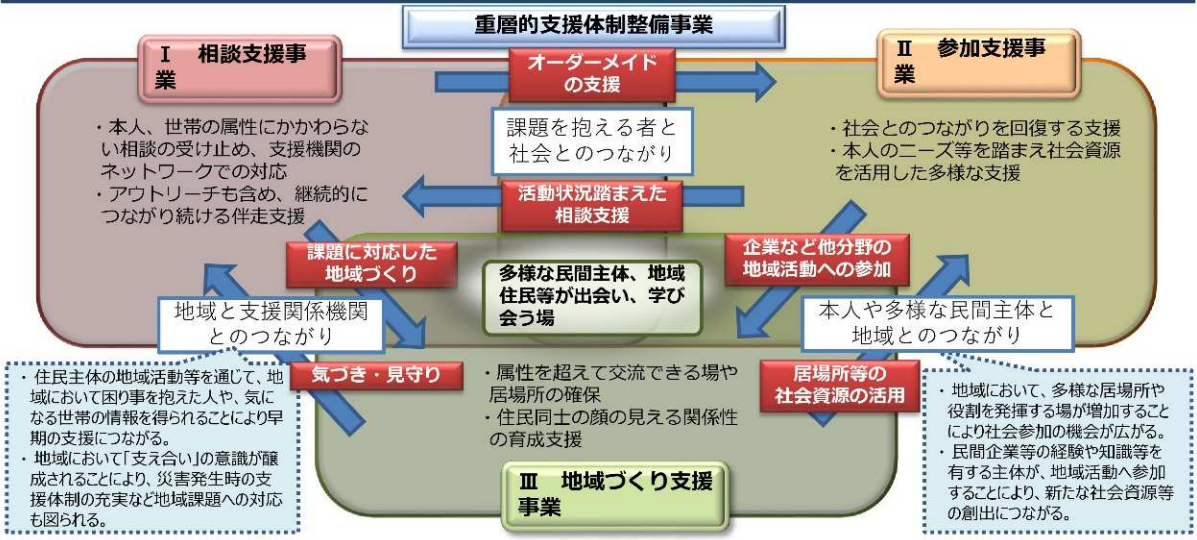 重層的支援体制整備事業
Ⅰ　相談支援事
業
オーダーメイド
の支援
Ⅱ　参加支援事
業
・本人、世帯の属性にかかわらな
い相談の受け止め、支援機関の
ネットワークでの対応
・アウトリーチも含め、継続的に
つながり続ける伴走支援
課題を抱える者と
社会とのつながり
・社会とのつながりを回復する支援
・本人のニーズ等を踏まえ社会資源
を活用した多様な支援
活動状況踏まえた
相談支援
課題に対応した
地域づくり
多様な民間主体、地域
住民等が出会い、学び
会う場
企業など他分野の
地域活動への参加
地域と支援関係機関
とのつながり
本人や多様な民間主体と
地域とのつながり
気づき・見守り
・属性を超えて交流できる場や
居場所の確保
・住民同士の顔の見える関係性
の育成支援
居場所等の
社会資源の活用
・住民主体の地域活動等を通じて、地
域において困り事を抱えた人や、気に
なる世帯の情報を得られることにより早
期の支援につながる。
・地域において「支え合い」の意識が醸
成されることにより、災害発生時の支
援体制の充実など地域課題への対応
も図られる。
・地域において、多様な居場所や
役割を発揮する場が増加すること
により社会参加の機会が広がる。
・民間企業等の経験や知識等を
有する主体が、地域活動へ参加
することにより、新たな社会資源等
の創出につながる。
Ⅲ　地域づくり支援
事業